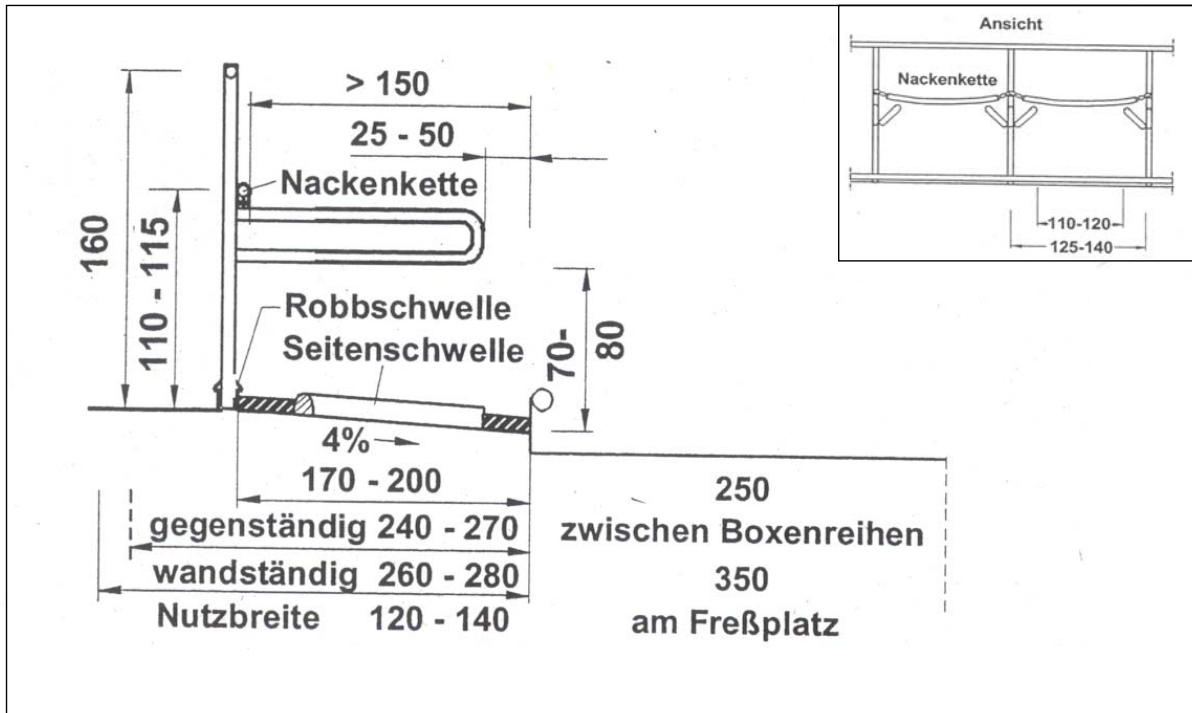 Ansicht
Nackenkette
110-120
125-140
> 150
25 - 50
Nackenkette
160
110 - 115
Robbschwelle
Seitenschwelle
70-
80
4%
170 - 200
gegenständig 240 - 270
wandständig 260 - 280
Nutzbreite 120 - 140
250
zwischen Boxenreihen
350
am Freßplatz